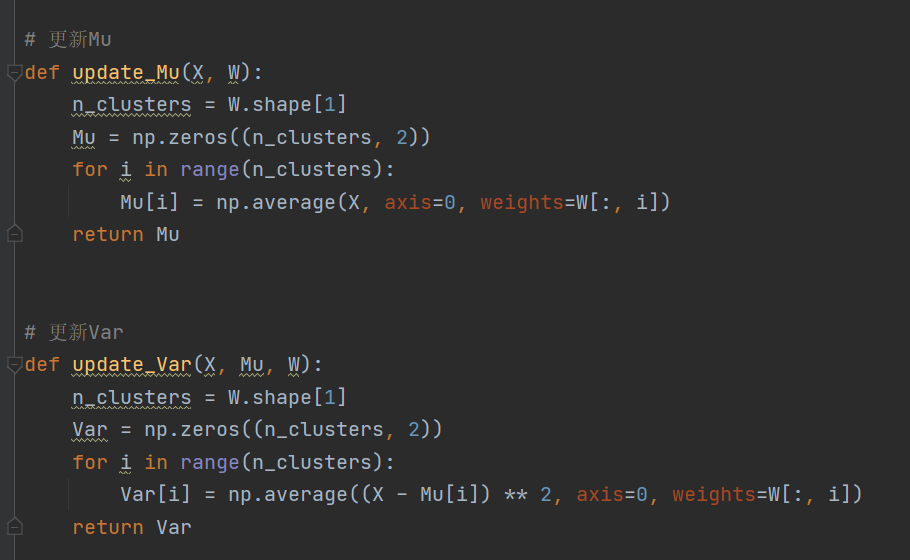 # 更新Mu
def update_Mu(X, W):
    n_clusters = W.shape[1]
    Mu = np.zeros((n_clusters, 2))
    for i in range(n_clusters):
        Mu[i] = np.average(X, axis=0, weights=W[:, i])
    return Mu
# 更新Var
def update_Var(X, Mu, W):
    n_clusters = W.shape[1]
    Var = np.zeros((n_clusters, 2))
    for i in range(n_clusters):
        Var[i] = np.average((X - Mu[i]) ** 2, axis=0, weights=W[:, i])
    return Var